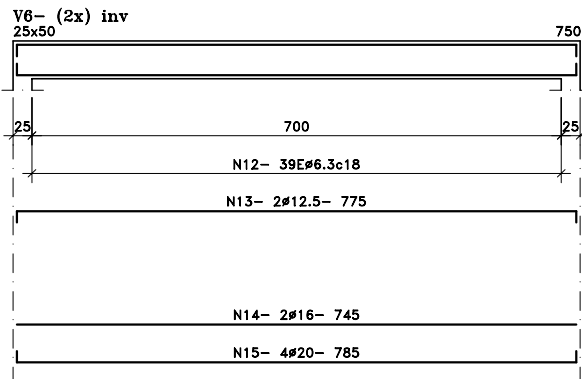 V6- (2x) inv
25x50 750
25 700 25
N12- 39Eø6.3c18
N13- 2ø12.5- 775
N14- 2ø16- 745
N15- 4ø20- 785